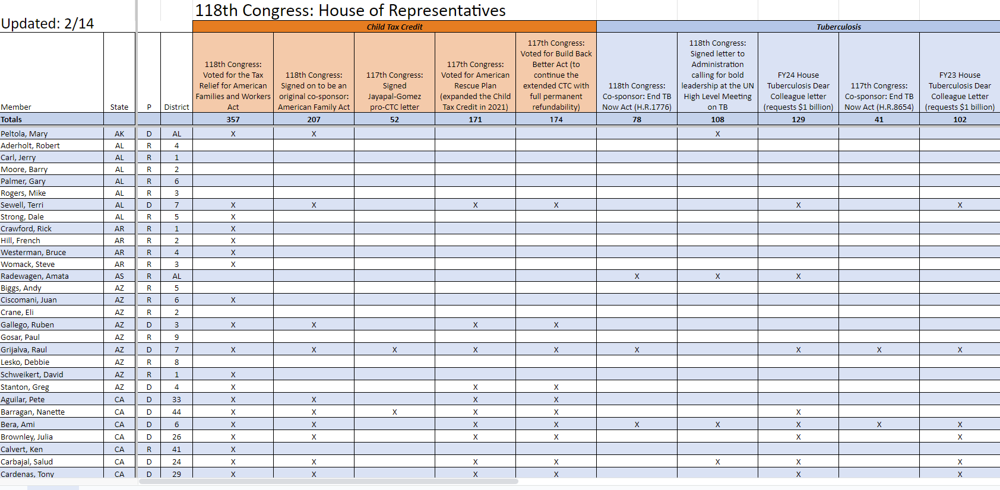 118th Congress: House of Representatives
Updated: 2/14
Child Tax Credit Tuberculosis
Member State P District 118th Congress: Voted for the Tax Relief for American Families and Workers Act 118th Congress: Signed on to be an original co-sponsor: American Family Act 117th Congress: Signed Jayapal-Gomez pro-CTC letter 117th Congress: Voted for American Rescue Plan (expanded the Child Tax Credit in 2021) 117th Congress: Voted for Build Back Better Act (to continue the extended CTC with full permanent refundability) 118th Congress: Co-sponsor: End TB Now Act (H.R.1776) 118th Congress: Signed letter to Administration calling for bold leadership at the UN High Level Meeting on TB FY24 House Tuberculosis Dear Colleague letter (requests $1 billion) 117th Congress: Co-sponsor: End TB Now Act (H.R.8654) FY23 House Tuberculosis Dear Colleague Letter (requests $1 billion)
Totals 357 207 52 171 174 78 108 129 41 102
Peltola, Mary AK D AL X X X
Aderholt, Robert AL R 4
Carl, Jerry AL R 1
Moore, Barry AL R 2
Palmer, Gary AL R 6
Rogers, Mike AL R 3
Sewell, Terri AL D 7 X X X X X X
Strong, Dale AL R 5 X
Crawford, Rick AR R 1 X
Hill, French AR R 2 X
Westerman, Bruce AR R 4 X
Womack, Steve AR R 3 X
Radewagen, Amata AS R AL X X X
Biggs, Andy AZ R 5
Ciscomani, Juan AZ R 6 X
Crane, Eli AZ R 2
Gallego, Ruben AZ D 3 X X X X
Gosar, Paul AZ R 9
Grijalva, Raul AZ D 7 X X X X X X X X X
Lesko, Debbie AZ R 8
Schweikert, David AZ R 1 X
Stanton, Greg AZ D 4 X X X
Aguilar, Pete CA D 33 X X X X
Barragan, Nanette CA D 44 X X X X X X
Bera, Ami CA D 6 X X X X X X X X X
Brownley, Julia CA D 26 X X X X X X
Calvert, Ken CA R 41 X
Carbajal, Salud CA D 24 X X X X X X X
Cardenas, Tony CA D 29 X X X X X X